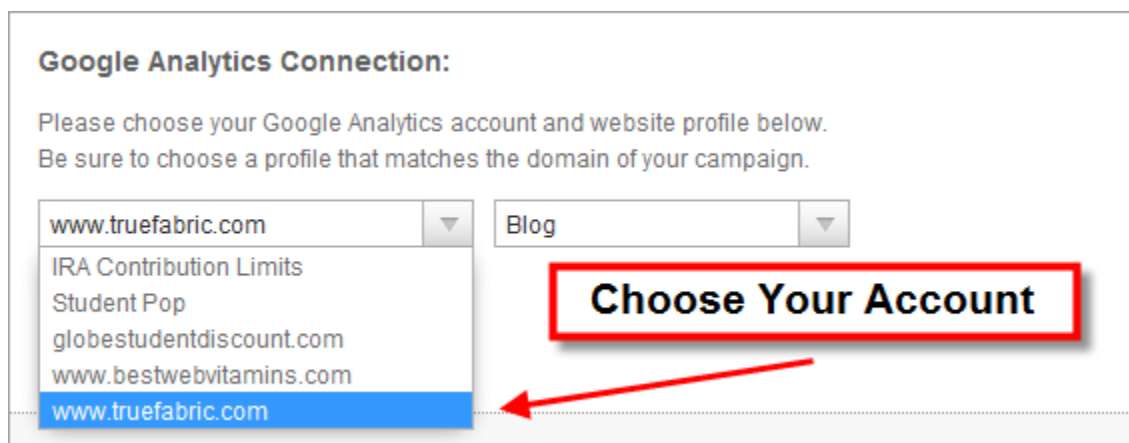 Google Analytics Connection:
Please choose your Google Analytics account and website profile below.
Be sure to choose a profile that matches the domain of your campaign.
www.truefabric.com
Blog
IRA Contribution Limits
Student Pop
globestudentdiscount.com
www.bestwebvitamins.com
www.truefabric.com
Choose Your Account